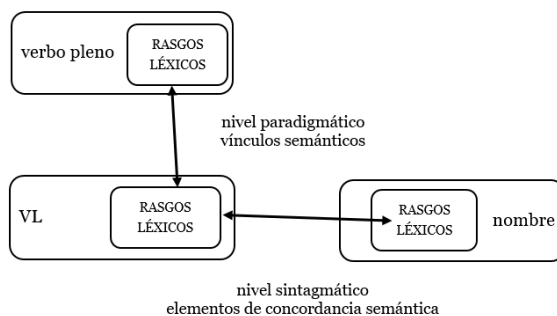 verbo pleno
RASGOS
LÉXICOS
nivel paradigmático
vínculos semánticos
VL
RASGOS
LÉXICOS
RASGOS
LÉXICOS
nombre
nivel sintagmático
elementos de concordancia semántica